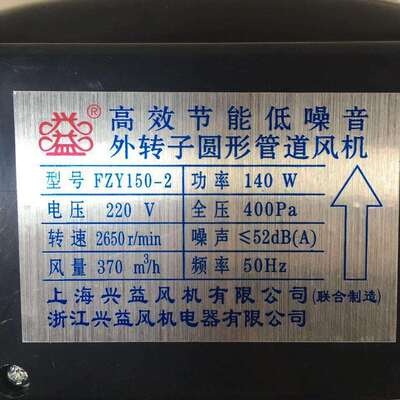 兴益®
高效节能低噪音
外转子圆形管道风机
型号 FZY150-2 功率 140 W
电压 220 V 全压 400Pa
转速 2650r/min 噪声 ≤52dB(A)
风量 370 m³/h 频率 50Hz
上海兴益风机有限公司(联合制造)
浙江兴益风机电器有限公司